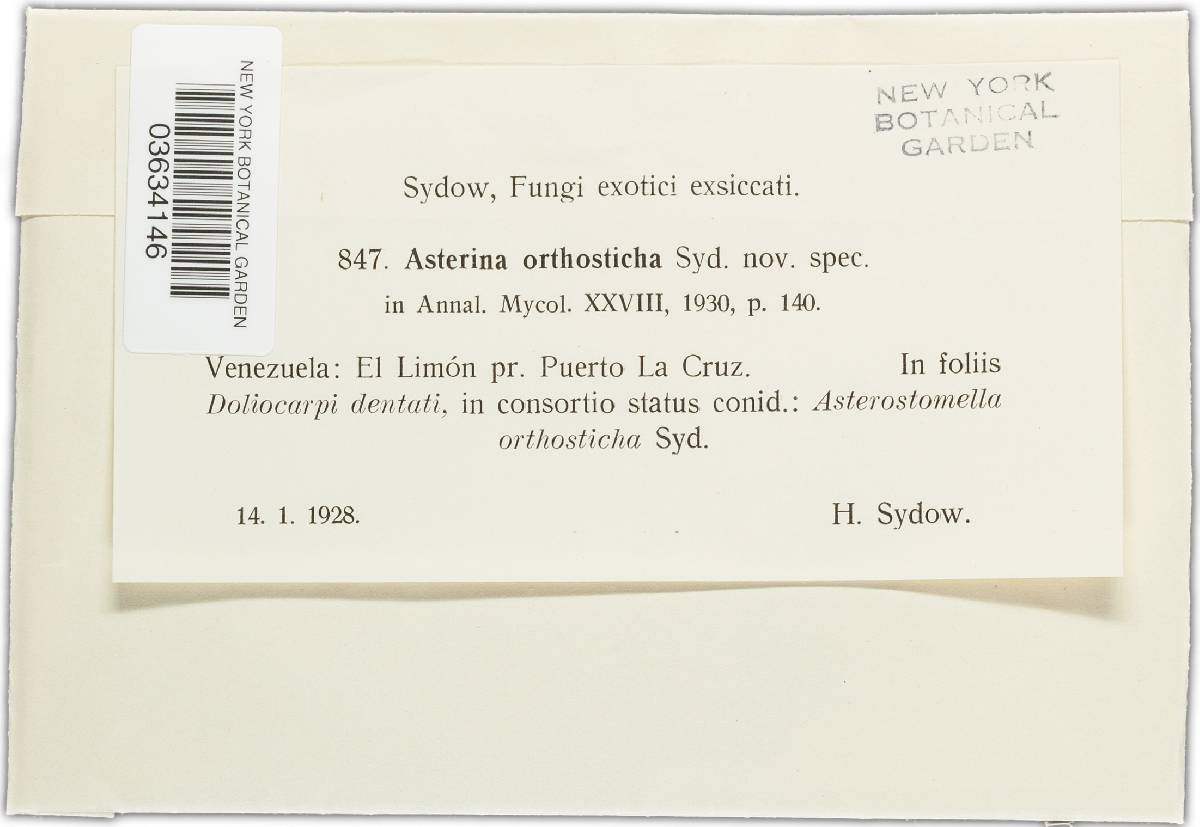 NEW YORK BOTANICAL GARDEN
03634146
NEW YORK
BOTANICAL
GARDEN
Sydow, Fungi exotici exsiccati.
847. Asterina orthosticha Syd. nov. spec.
in Annal. Mycol. XXVIII, 1930, p. 140.
Venezuela: El Limón pr. Puerto La Cruz. In foliis
Doliocarpi dentati, in consortio status conid.: Asterostomella
orthosticha Syd.
14. 1. 1928. H. Sydow.